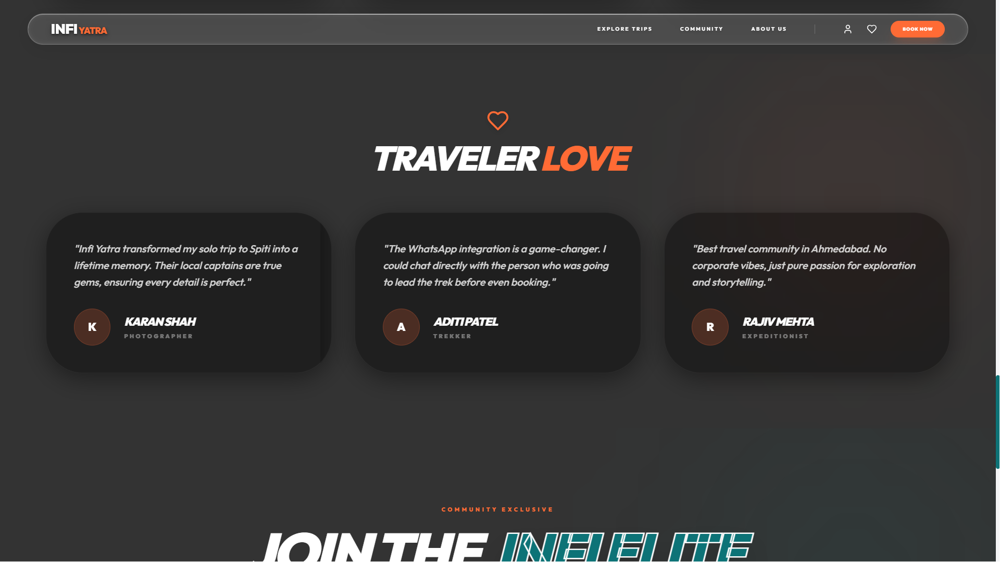 INFI YATRA
EXPLORE TRIPS
COMMUNITY
ABOUT US
BOOK NOW
TRAVELER LOVE
"Infi Yatra transformed my solo trip to Spiti into a
lifetime memory. Their local captains are true
gems, ensuring every detail is perfect."
K
KARAN SHAH
PHOTOGRAPHER
"The WhatsApp integration is a game-changer. I
could chat directly with the person who was going
to lead the trek before even booking."
A
ADITI PATEL
TREKKER
"Best travel community in Ahmedabad. No
corporate vibes, just pure passion for exploration
and storytelling."
R
RAJIV MEHTA
EXPEDITIONIST
COMMUNITY EXCLUSIVE
JOIN THE INFI ELITE